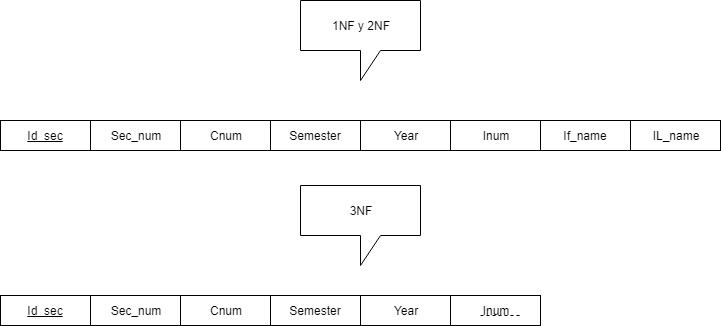 1NF y 2NF
Id_sec Sec_num Cnum Semester Year Inum If_name IL_name
3NF
Id_sec Sec_num Cnum Semester Year Inum